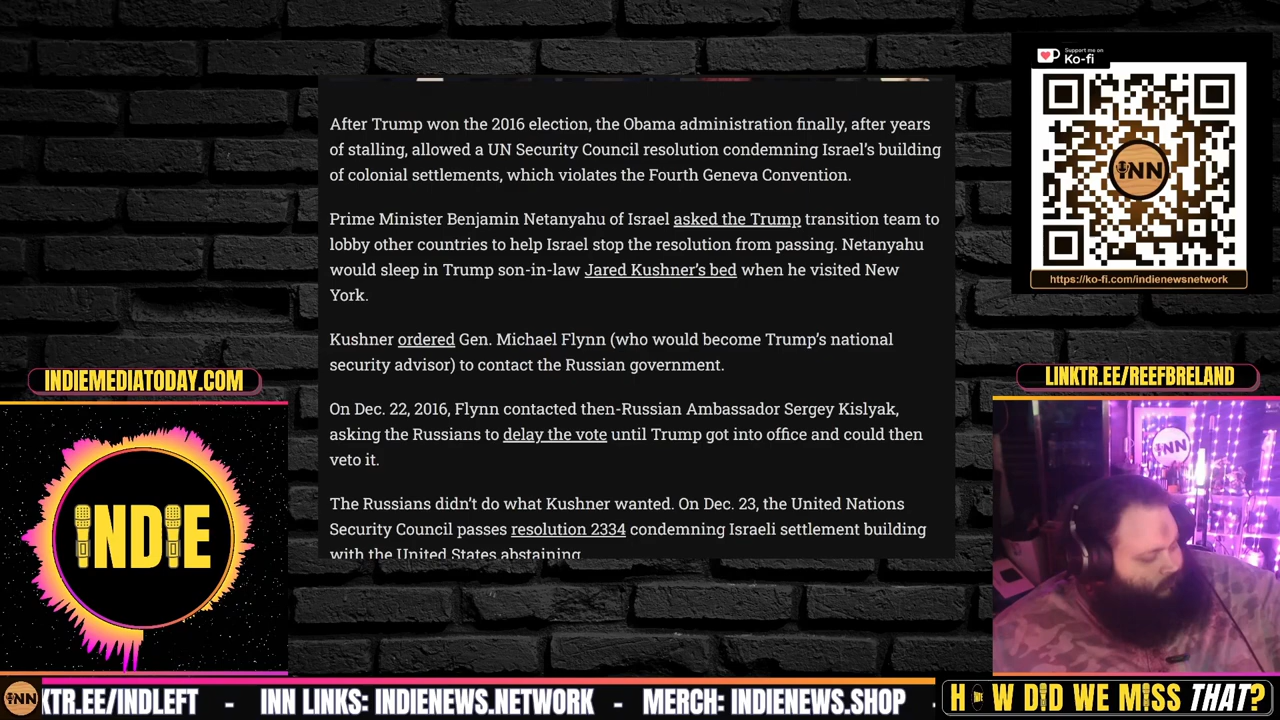 After Trump won the 2016 election, the Obama administration finally, after years
of stalling, allowed a UN Security Council resolution condemning Israel's building
of colonial settlements, which violates the Fourth Geneva Convention.
Prime Minister Benjamin Netanyahu of Israel asked the Trump transition team to
lobby other countries to help Israel stop the resolution from passing. Netanyahu
would sleep in Trump son-in-law Jared Kushner's bed when he visited New
York.
Kushner ordered Gen. Michael Flynn (who would become Trump's national
security advisor) to contact the Russian government.
On Dec. 22, 2016, Flynn contacted then-Russian Ambassador Sergey Kislyak,
asking the Russians to delay the vote until Trump got into office and could then
veto it.
The Russians didn't do what Kushner wanted. On Dec. 23, the United Nations
Security Council passes resolution 2334 condemning Israeli settlement building
with the United States abstaining.
Support me on
Ko-fi
INN
https://ko-fi.com/indienewsnetwork
INDIEMEDIATODAY.COM
LINKTR.EE/REEFBRELAND
INDIE
INN
INN
KTR.EE/INDLEFT - INN LINKS: INDIENEWS.NETWORK - MERCH: INDIENEWS.SHOP -
HOW DID WE MISS THAT?